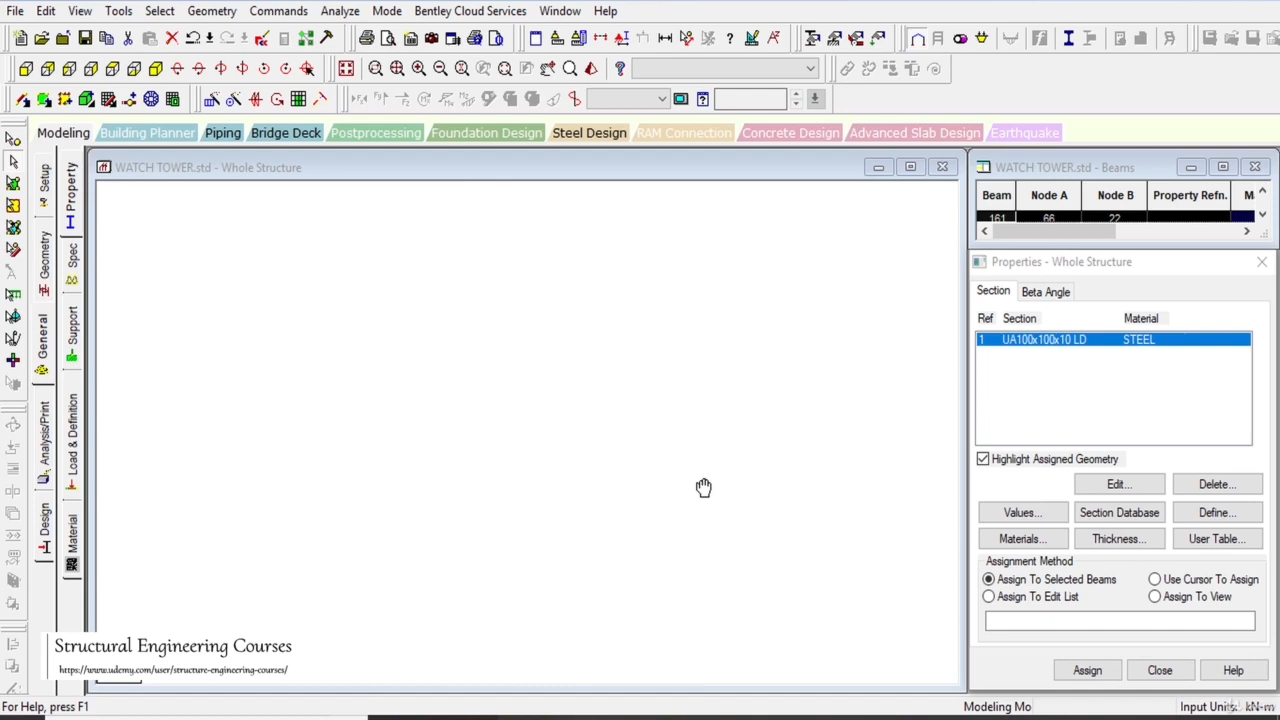 File Edit View Tools Select Geometry Commands Analyze Mode Bentley Cloud Services Window Help
Modeling Building Planner Piping Bridge Deck Postprocessing Foundation Design Steel Design RAM Connection Concrete Design Advanced Slab Design Earthquake
Setup
Geometry
General
Analysis/Print
Design
Property
Spec
Support
Load & Definition
Material
WATCH TOWER.std - Whole Structure
WATCH TOWER.std - Beams
Beam Node A Node B Property Refn.
161 66 22
Properties - Whole Structure
Section Beta Angle
Ref Section Material
1 UA100x100x10 LD STEEL
Highlight Assigned Geometry
Edit... Delete...
Values... Section Database Define...
Materials... Thickness... User Table...
Assignment Method
Assign To Selected Beams Use Cursor To Assign
Assign To Edit List Assign To View
Assign Close Help
Structural Engineering Courses
https://www.udemy.com/user/structure-engineering-courses/
For Help, press F1 Modeling Mo Input Units: kN-m